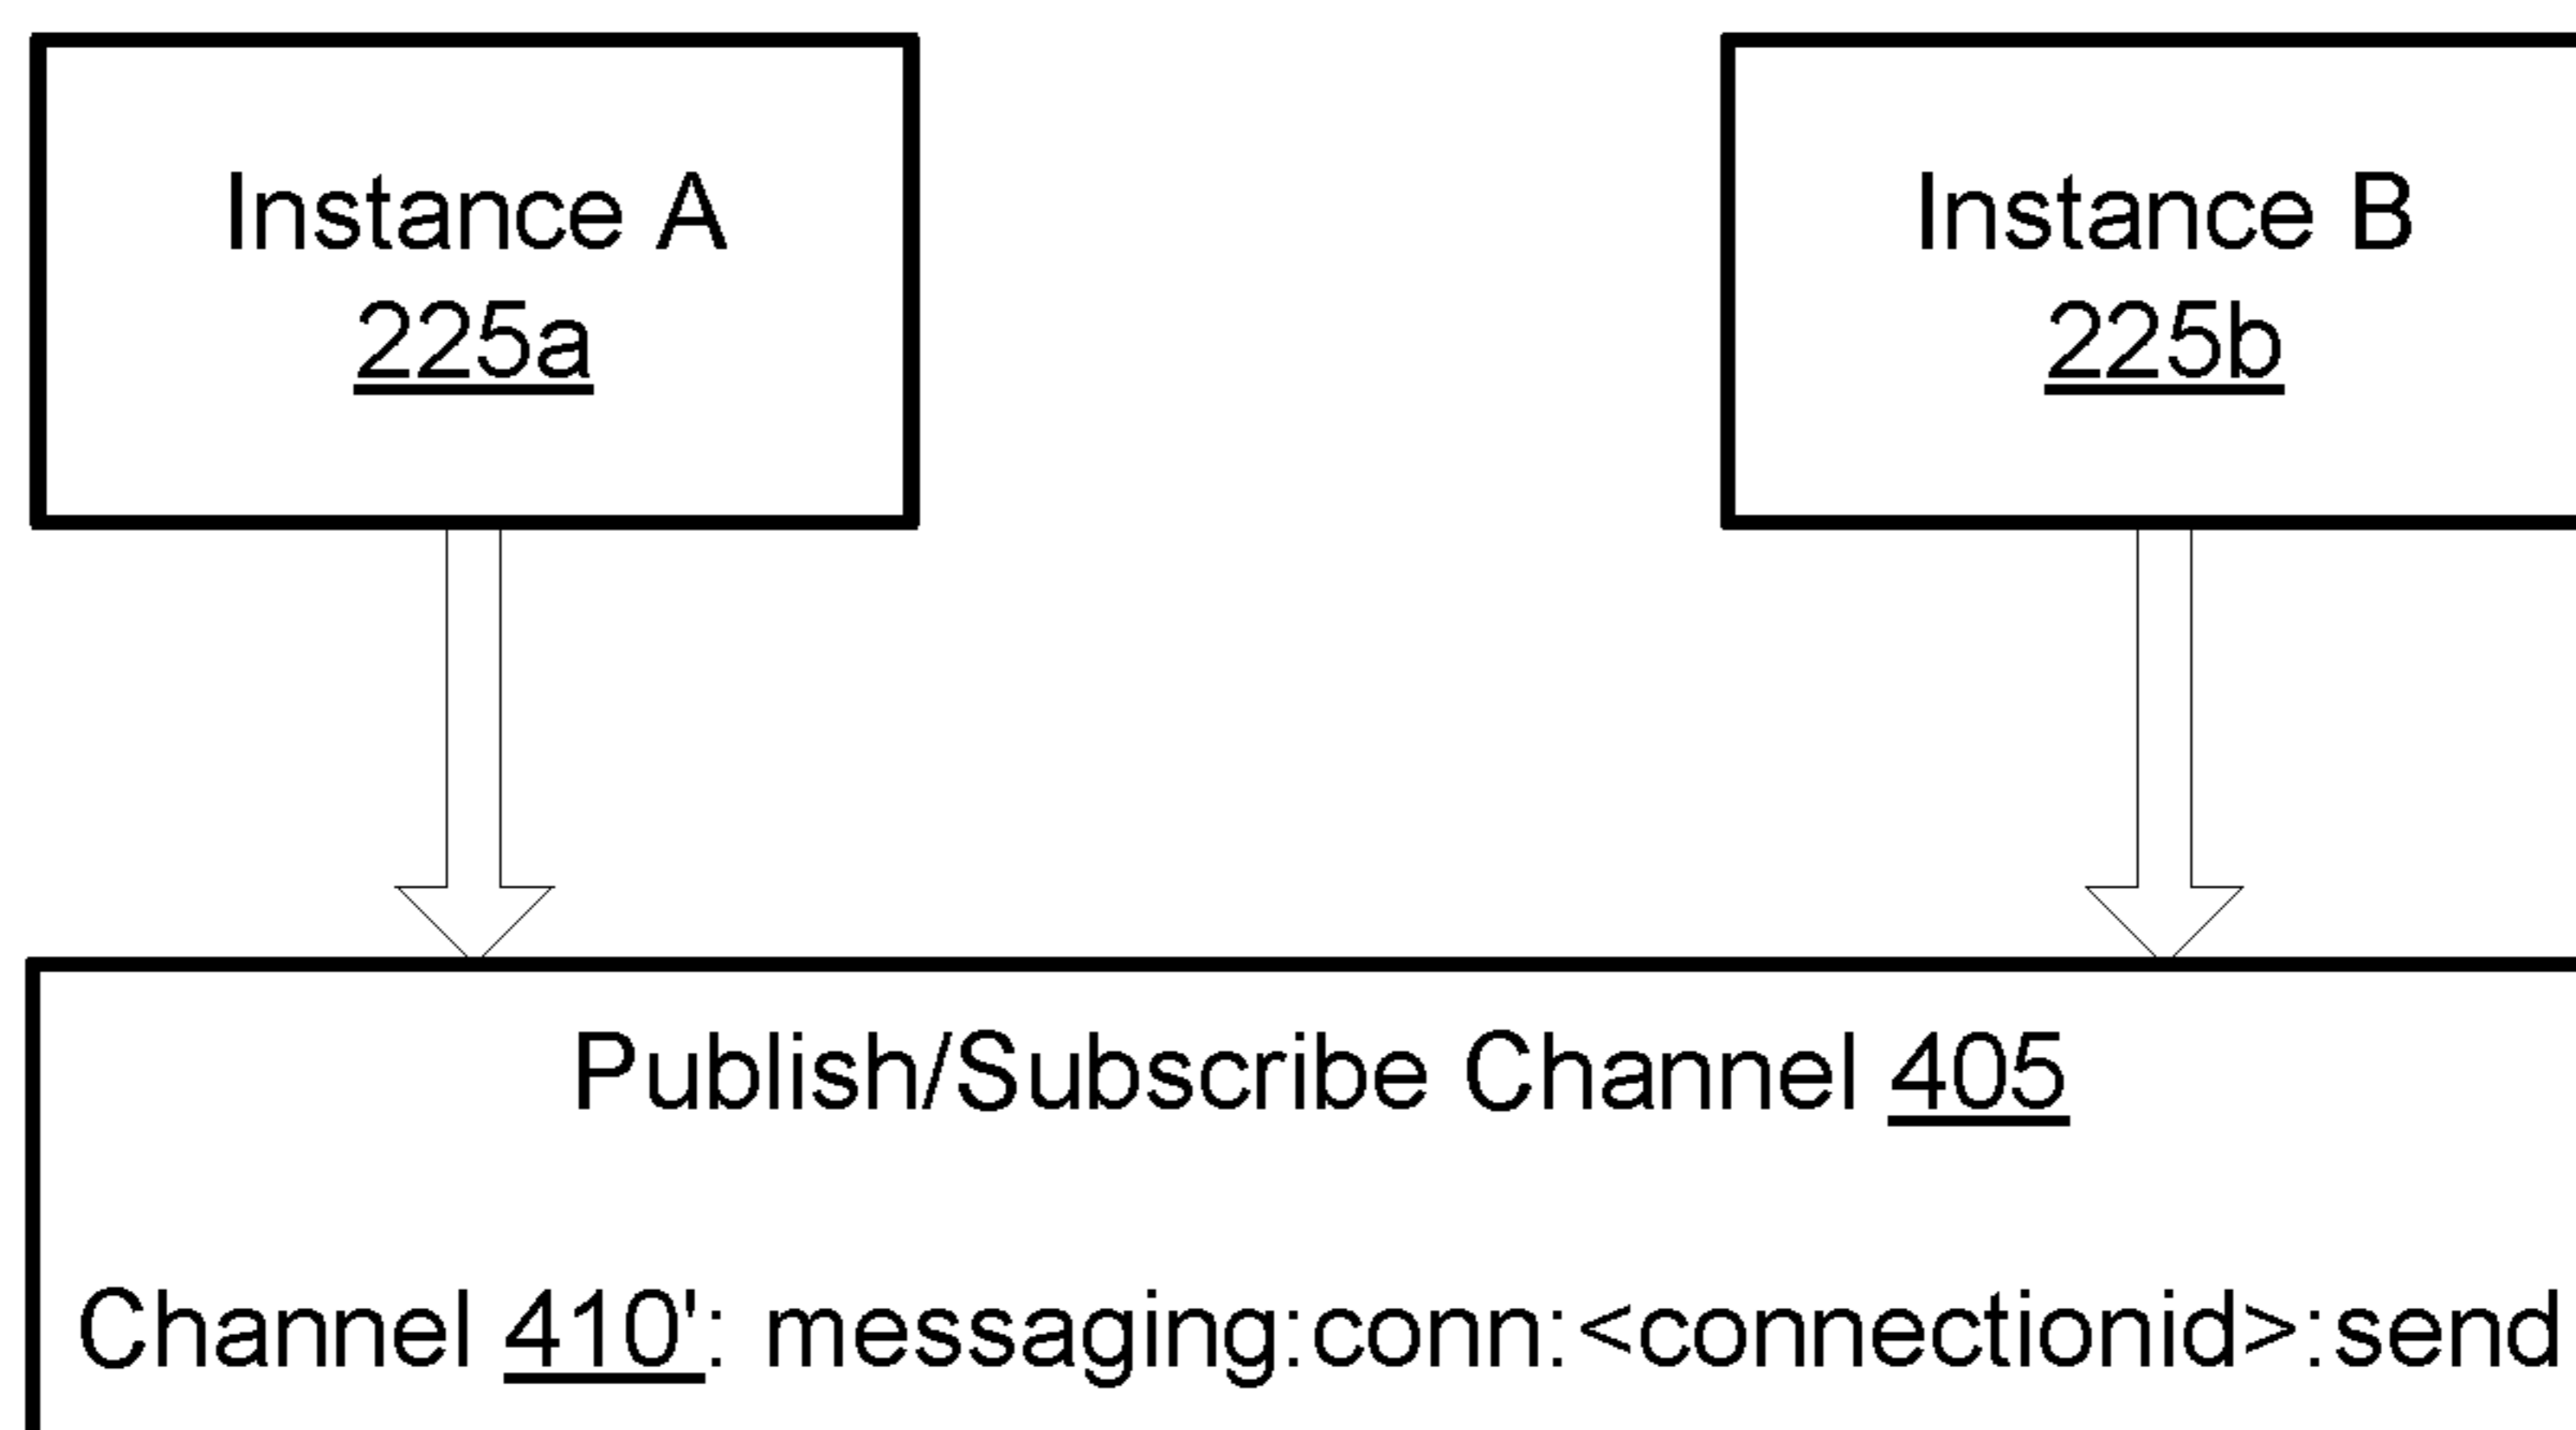 Instance A
225a
Instance B
225b
Publish/Subscribe Channel 405
Channel 410': messaging:conn:<connectionid>:send